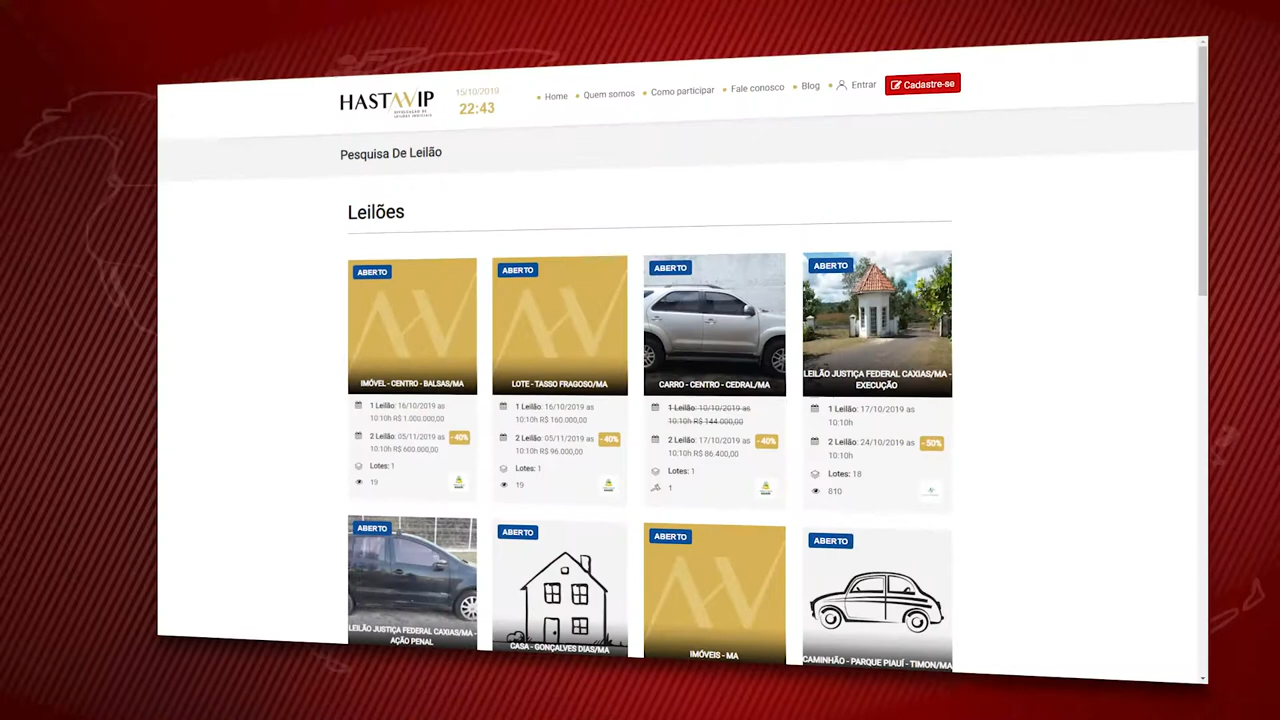 HASTAVIP
DIVULGAÇÃO DE
LEILÕES JUDICIAIS
15/10/2019
22:43
Home
Quem somos
Como participar
Fale conosco
Blog
Entrar
Cadastre-se
Pesquisa De Leilão
Leilões
ABERTO
IMÓVEL - CENTRO - BALSAS/MA
1 Leilão: 16/10/2019 as
10:10h R$ 1.000.000,00
2 Leilão: 05/11/2019 as
10:10h R$ 600.000,00
- 40%
Lotes: 1
19
ABERTO
LOTE - TASSO FRAGOSO/MA
1 Leilão: 16/10/2019 as
10:10h R$ 160.000,00
2 Leilão: 05/11/2019 as
10:10h R$ 96.000,00
- 40%
Lotes: 1
19
ABERTO
CARRO - CENTRO - CEDRAL/MA
1 Leilão: 10/10/2019 as
10:10h R$ 144.000,00
2 Leilão: 17/10/2019 as
10:10h R$ 86.400,00
- 40%
Lotes: 1
1
ABERTO
LEILÃO JUSTIÇA FEDERAL CAXIAS/MA -
EXECUÇÃO
1 Leilão: 17/10/2019 as
10:10h
2 Leilão: 24/10/2019 as
10:10h
- 50%
Lotes: 18
610
ABERTO
LEILÃO JUSTIÇA FEDERAL CAXIAS/MA -
AÇÃO PENAL
ABERTO
CASA - GONÇALVES DIAS/MA
ABERTO
IMÓVEIS - MA
ABERTO
CAMINHÃO - PARQUE PIAUÍ - TIMON/MA